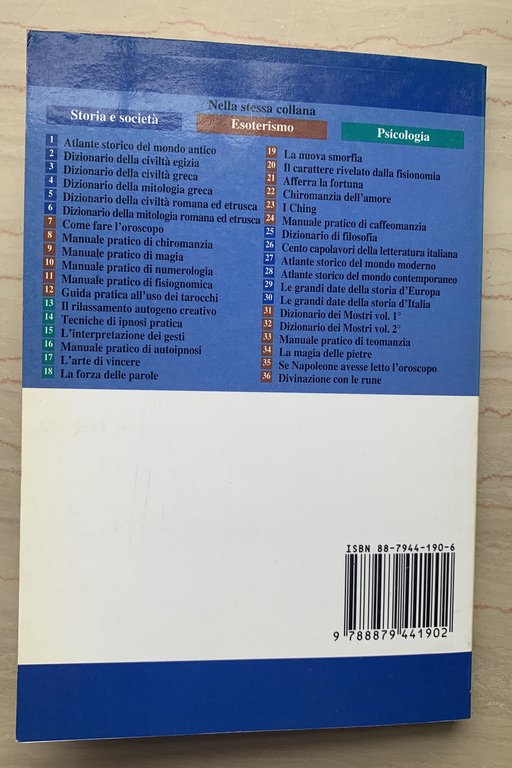 Nella stessa collana
Storia e società
Esoterismo
Psicologia
1 Atlante storico del mondo antico
2 Dizionario della civiltà egizia
3 Dizionario della civiltà greca
4 Dizionario della mitologia greca
5 Dizionario della civiltà romana ed etrusca
6 Dizionario della mitologia romana ed etrusca
7 Come fare l'oroscopo
8 Manuale pratico di chiromanzia
9 Manuale pratico di magia
10 Manuale pratico di numerologia
11 Manuale pratico di fisiognomica
12 Guida pratica all'uso dei tarocchi
13 Il rilassamento autogeno creativo
14 Tecniche di ipnosi pratica
15 L'interpretazione dei gesti
16 Manuale pratico di autoipnosi
17 L'arte di vincere
18 La forza delle parole
19 La nuova smorfia
20 Il carattere rivelato dalla fisionomia
21 Afferra la fortuna
22 Chiromanzia dell'amore
23 I Ching
24 Manuale pratico di caffeomanzia
25 Dizionario di filosofia
26 Cento capolavori della letteratura italiana
27 Atlante storico del mondo moderno
28 Atlante storico del mondo contemporaneo
29 Le grandi date della storia d'Europa
30 Le grandi date della storia d'Italia
31 Dizionario dei Mostri vol. 1°
32 Dizionario dei Mostri vol. 2°
33 Manuale pratico di teomanzia
34 La magia delle pietre
35 Se Napoleone avesse letto l'oroscopo
36 Divinazione con le rune
ISBN 88-7944-190-6
9 788879 441902